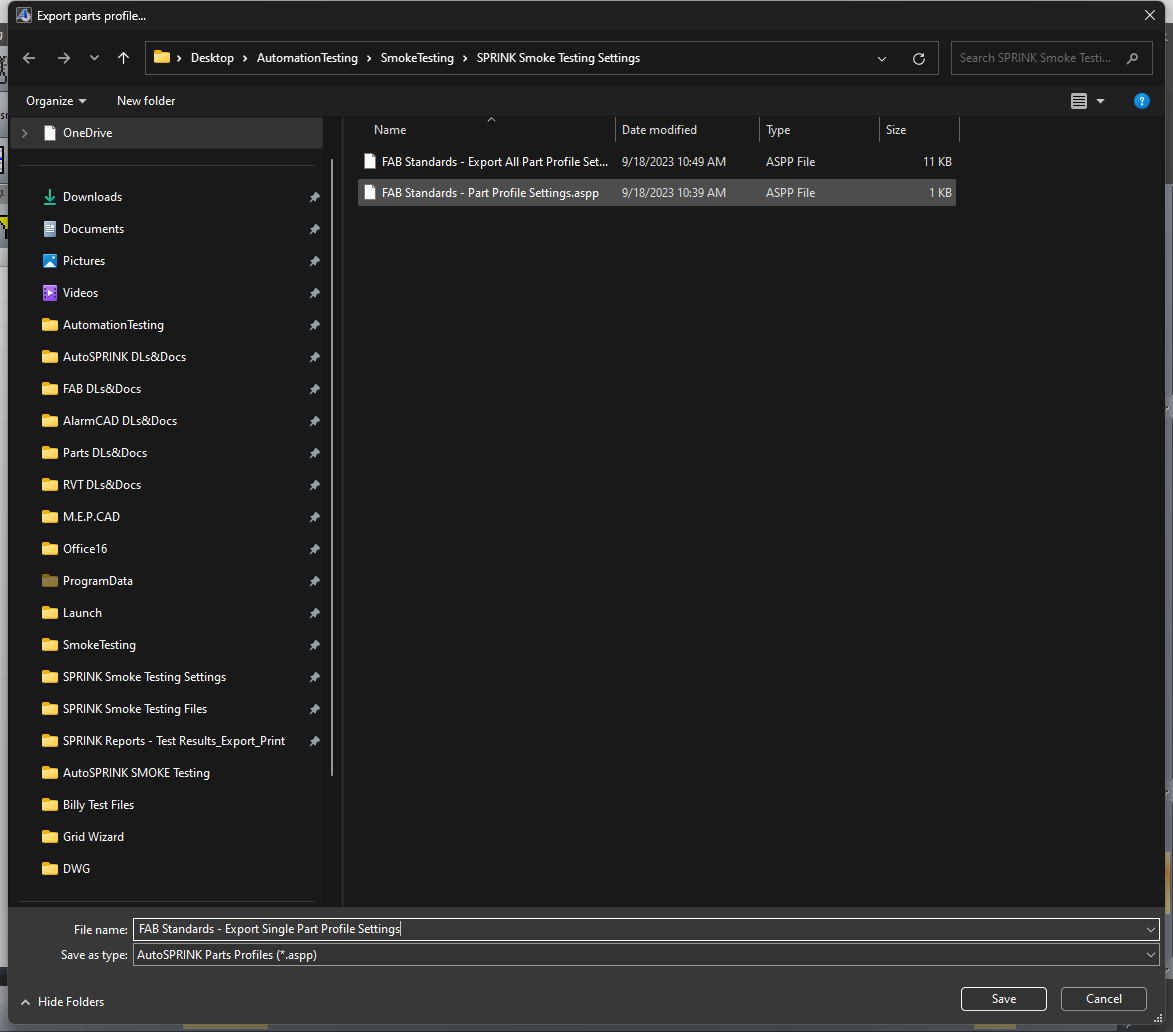 Export parts profile...
Desktop > AutomationTesting > SmokeTesting > SPRINK Smoke Testing Settings
Search SPRINK Smoke Testi...
Organize New folder
?
OneDrive
Downloads
Documents
Pictures
Videos
AutomationTesting
AutoSPRINK DLs&Docs
FAB DLs&Docs
AlarmCAD DLs&Docs
Parts DLs&Docs
RVT DLs&Docs
M.E.P.CAD
Office16
ProgramData
Launch
SmokeTesting
SPRINK Smoke Testing Settings
SPRINK Smoke Testing Files
SPRINK Reports - Test Results_Export_Print
AutoSPRINK SMOKE Testing
Billy Test Files
Grid Wizard
DWG
Name Date modified Type Size
FAB Standards - Export All Part Profile Set... 9/18/2023 10:49 AM ASPP File 11 KB
FAB Standards - Part Profile Settings.aspp 9/18/2023 10:39 AM ASPP File 1 KB
File name: FAB Standards - Export Single Part Profile Settings
Save as type: AutoSPRINK Parts Profiles (*.aspp)
Hide Folders
Save Cancel